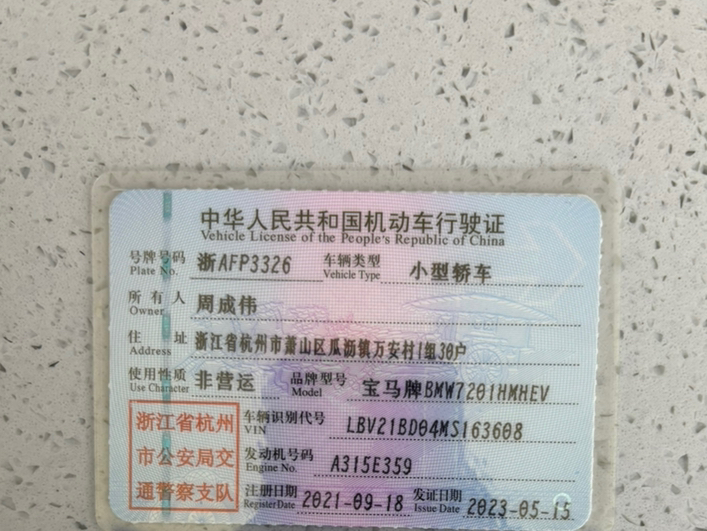 中华人民共和国机动车行驶证
Vehicle License of the People's Republic of China
号牌号码 浙AFP3326 车辆类型 小型轿车
Plate No. Vehicle Type
所有人 周成伟
Owner
住址 浙江省杭州市萧山区瓜沥镇万安村1组30户
Address
使用性质 非营运 品牌型号 宝马牌BMW7201HMHEV
Use Character Model
浙江省杭州 车辆识别代号 LBV21BD04MS163608
VIN
市公安局交 发动机号码 A315E359
Engine No.
通警察支队 注册日期 2021-09-18 发证日期 2023-05-15
Register Date Issue Date